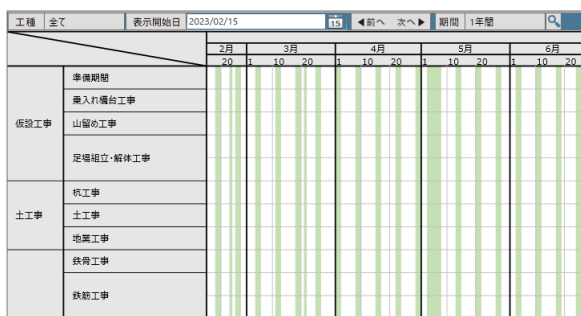 工種 全て 表示開始日 2023/02/15 15 ◀前へ 次へ▶ 期間 1年間
2月 3月 4月 5月 6月
20 1 10 20 1 10 20 1 10 20 1 10 20
準備期間
乗入れ構台工事
仮設工事 山留め工事
足場組立・解体工事
杭工事
土工事 土工事
地業工事
鉄骨工事
鉄筋工事